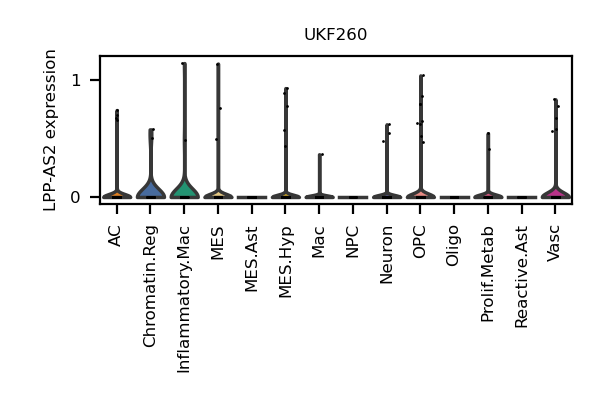 UKF260
LPP-AS2 expression
1
0
AC
Chromatin.Reg
Inflammatory.Mac
MES
MES.Ast
MES.Hyp
Mac
NPC
Neuron
OPC
Oligo
Prolif.Metab
Reactive.Ast
Vasc